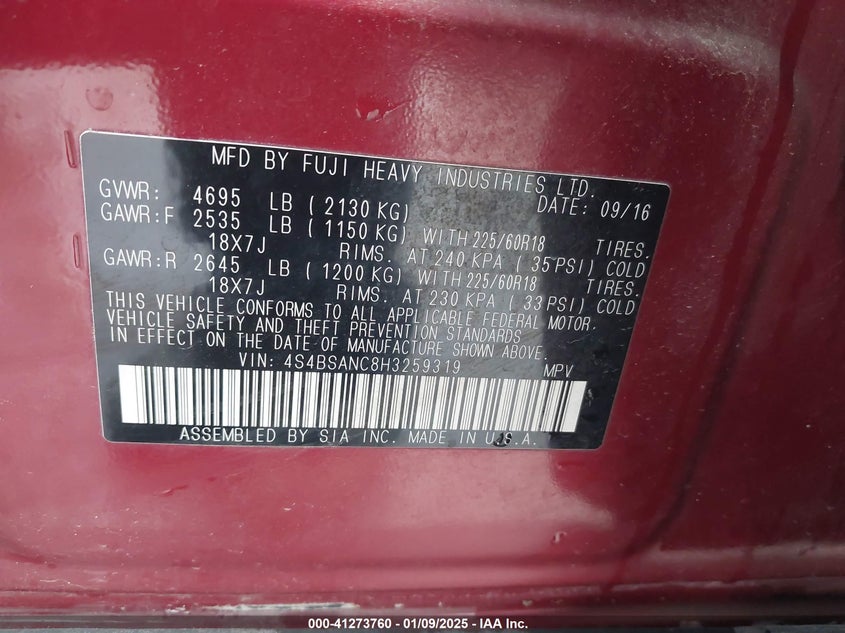 MFD BY FUJI HEAVY INDUSTRIES LTD.
GVWR: 4695 LB (2130 KG) DATE: 09/16
GAWR:F 2535 LB (1150 KG) WITH 225/60R18 TIRES.
18X7J RIMS. AT 240 KPA (35 PSI) COLD
GAWR:R 2645 LB (1200 KG) WITH 225/60R18 TIRES.
18X7J RIMS. AT 230 KPA (33 PSI) COLD
THIS VEHICLE CONFORMS TO ALL APPLICABLE FEDERAL MOTOR.
VEHICLE SAFETY AND THEFT PREVENTION STANDARDS
IN EFFECT ON THE DATE OF MANUFACTURE SHOWN ABOVE.
VIN: 4S4BSANC8H3259319 MPV
ASSEMBLED BY SIA INC. MADE IN U.S.A.
000-41273760 - 01/09/2025 - IAA Inc.